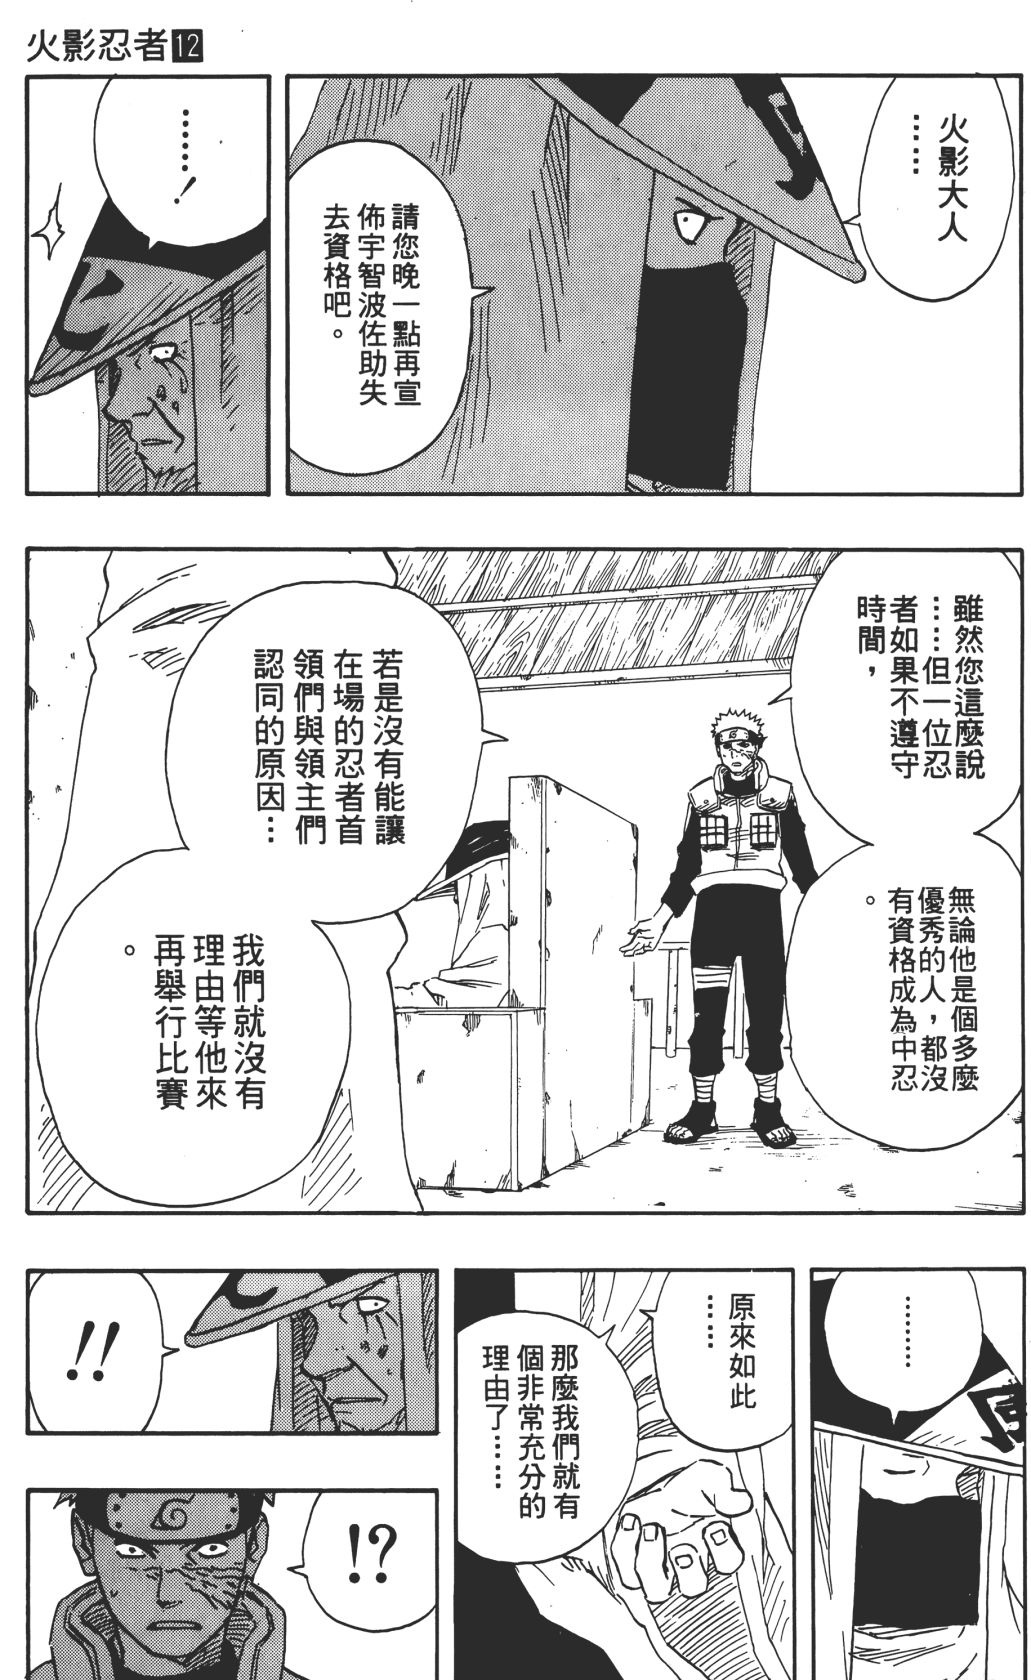 火影忍者12
火影大人
……
請您晚一點再宣
佈宇智波佐助失
去資格吧。
……!
雖然您這麼說
……但一位忍
者如果不遵守
時間，
無論他是個多麼
優秀的人，都沒
有資格成為中忍
。
若是沒有能讓
在場的忍者首
領們與領主們
認同的原因…
我們就沒有
理由等他來
再舉行比賽
。
………
原來如此
……
那麼我們就有
個非常充分的
理由了……
!!
!?